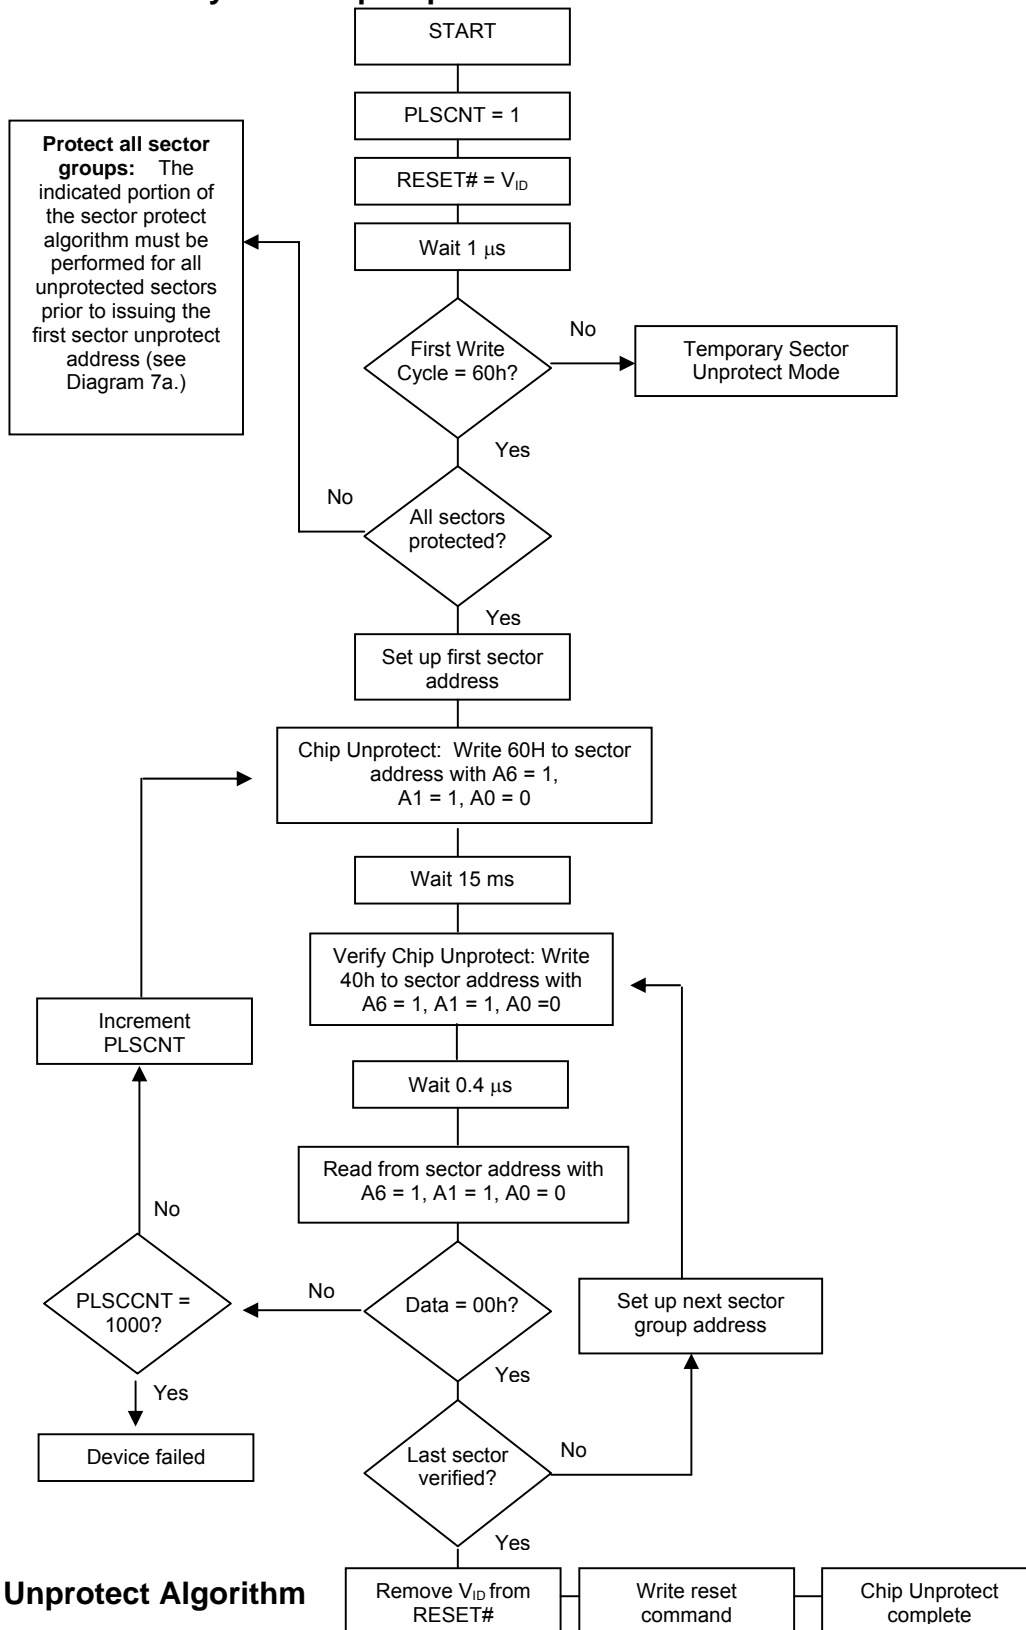 START
PLSCNT = 1
RESET# = VID
Wait 1 μs
Protect all sector
groups: The
indicated portion of
the sector protect
algorithm must be
performed for all
unprotected sectors
prior to issuing the
first sector unprotect
address (see
Diagram 7a.)
First Write
Cycle = 60h?
No
Temporary Sector
Unprotect Mode
Yes
No
All sectors
protected?
Yes
Set up first sector
address
Chip Unprotect: Write 60H to sector
address with A6 = 1,
A1 = 1, A0 = 0
Wait 15 ms
Verify Chip Unprotect: Write
40h to sector address with
A6 = 1, A1 = 1, A0 =0
Increment
PLSCNT
Wait 0.4 μs
Read from sector address with
A6 = 1, A1 = 1, A0 = 0
No
PLSCCNT =
1000?
No
Data = 00h?
Set up next sector
group address
Yes
Yes
Device failed
Last sector
verified?
No
Yes
Unprotect Algorithm
Remove VID from
RESET#
Write reset
command
Chip Unprotect
complete